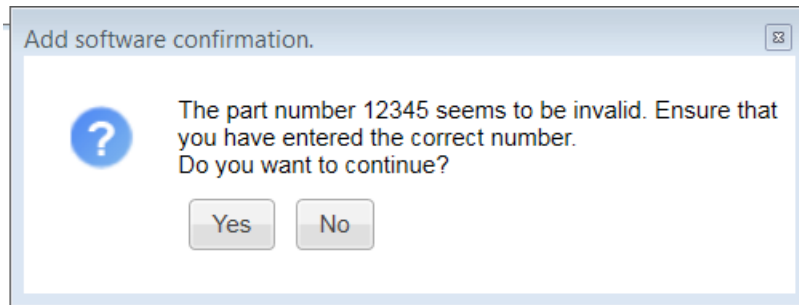 Add software confirmation.
The part number 12345 seems to be invalid. Ensure that
you have entered the correct number.
Do you want to continue?
Yes No